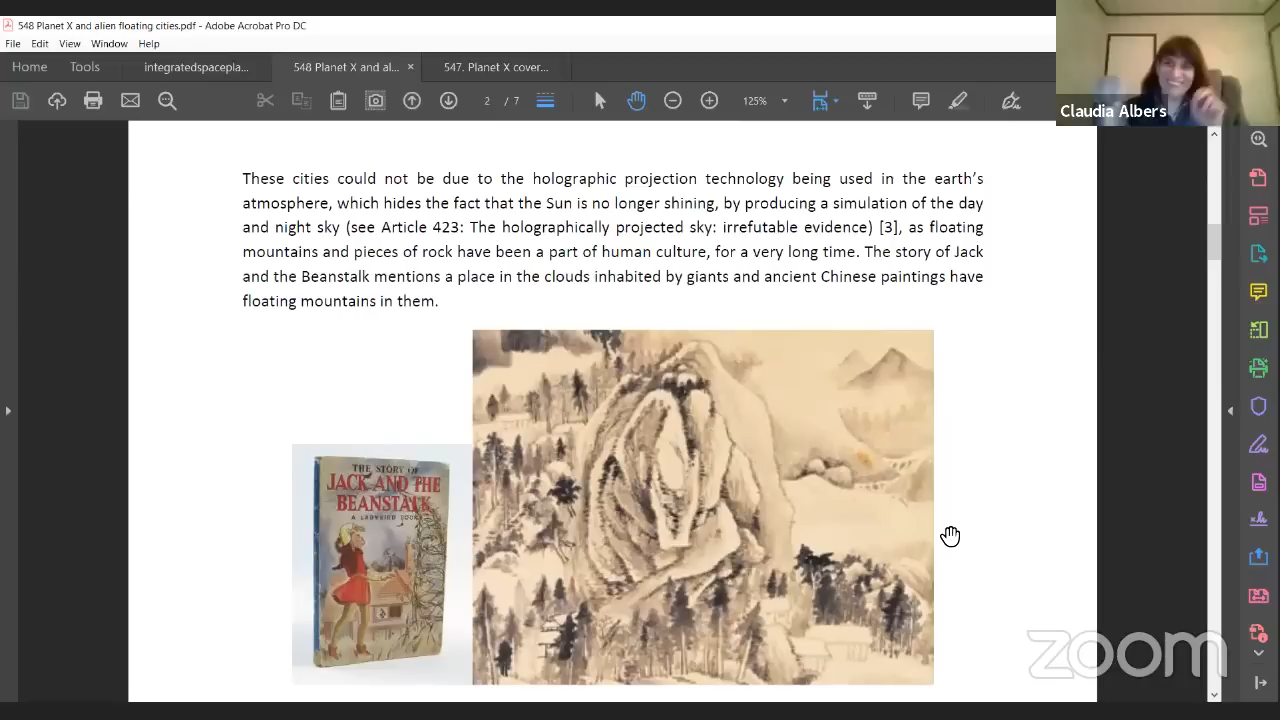 548 Planet X and alien floating cities.pdf - Adobe Acrobat Pro DC
File Edit View Window Help
Home Tools integratedspacepla... 548 Planet X and al... × 547. Planet X cover...
2 / 7 125%
Claudia Albers
These cities could not be due to the holographic projection technology being used in the earth’s
atmosphere, which hides the fact that the Sun is no longer shining, by producing a simulation of the day
and night sky (see Article 423: The holographically projected sky: irrefutable evidence) [3], as floating
mountains and pieces of rock have been a part of human culture, for a very long time. The story of Jack
and the Beanstalk mentions a place in the clouds inhabited by giants and ancient Chinese paintings have
floating mountains in them.
THE STORY OF
JACK AND THE
BEANSTALK
A LADYBIRD BOOK
zoom